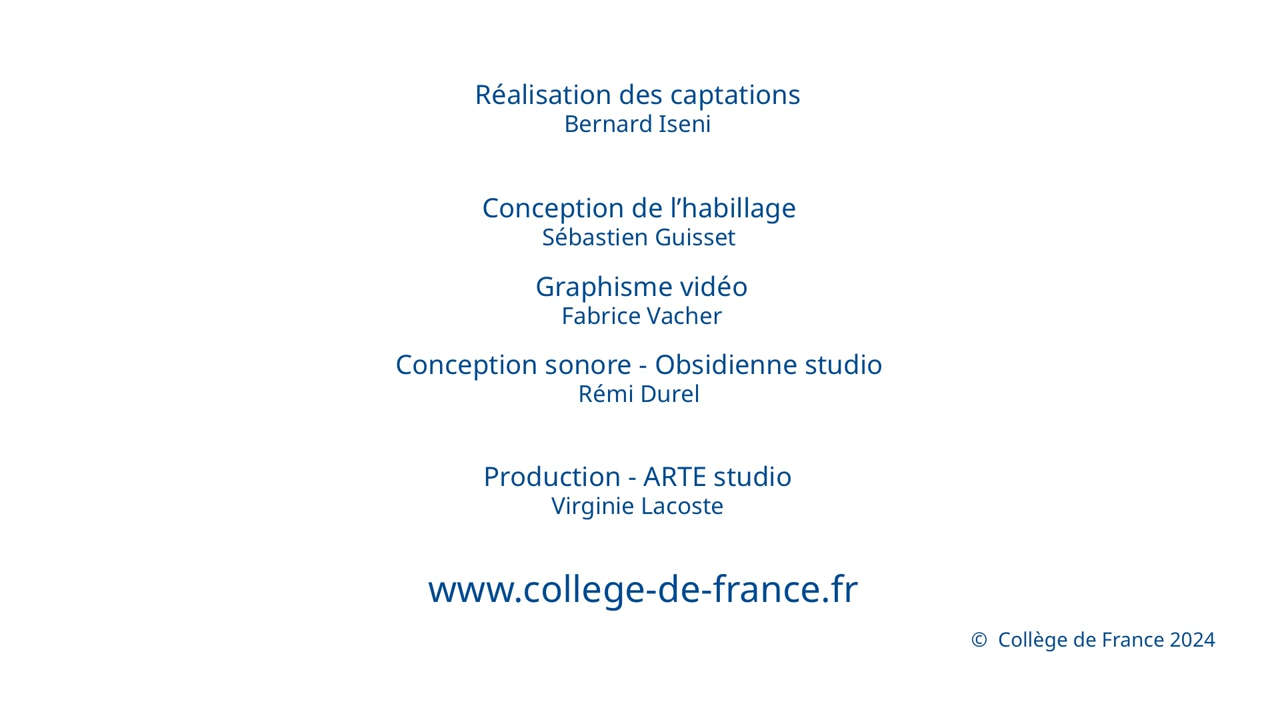 Réalisation des captations
Bernard Iseni
Conception de l’habillage
Sébastien Guisset
Graphisme vidéo
Fabrice Vacher
Conception sonore - Obsidienne studio
Rémi Durel
Production - ARTE studio
Virginie Lacoste
www.college-de-france.fr
© Collège de France 2024